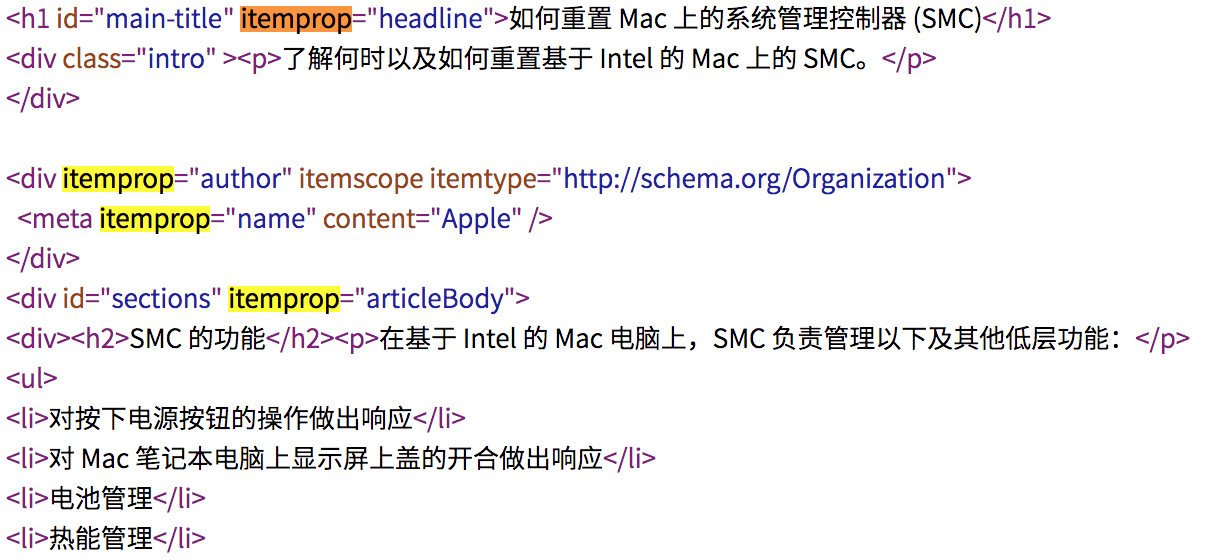 <h1 id="main-title" itemprop="headline">如何重置 Mac 上的系统管理控制器 (SMC)</h1>
<div class="intro" ><p>了解何时以及如何重置基于 Intel 的 Mac 上的 SMC。</p>
</div>
<div itemprop="author" itemscope itemtype="http://schema.org/Organization">
<meta itemprop="name" content="Apple" />
</div>
<div id="sections" itemprop="articleBody">
<div><h2>SMC 的功能</h2><p>在基于 Intel 的 Mac 电脑上，SMC 负责管理以下及其他低层功能：</p>
<ul>
<li>对按下电源按钮的操作做出响应</li>
<li>对 Mac 笔记本电脑上显示屏上盖的开合做出响应</li>
<li>电池管理</li>
<li>热能管理</li>